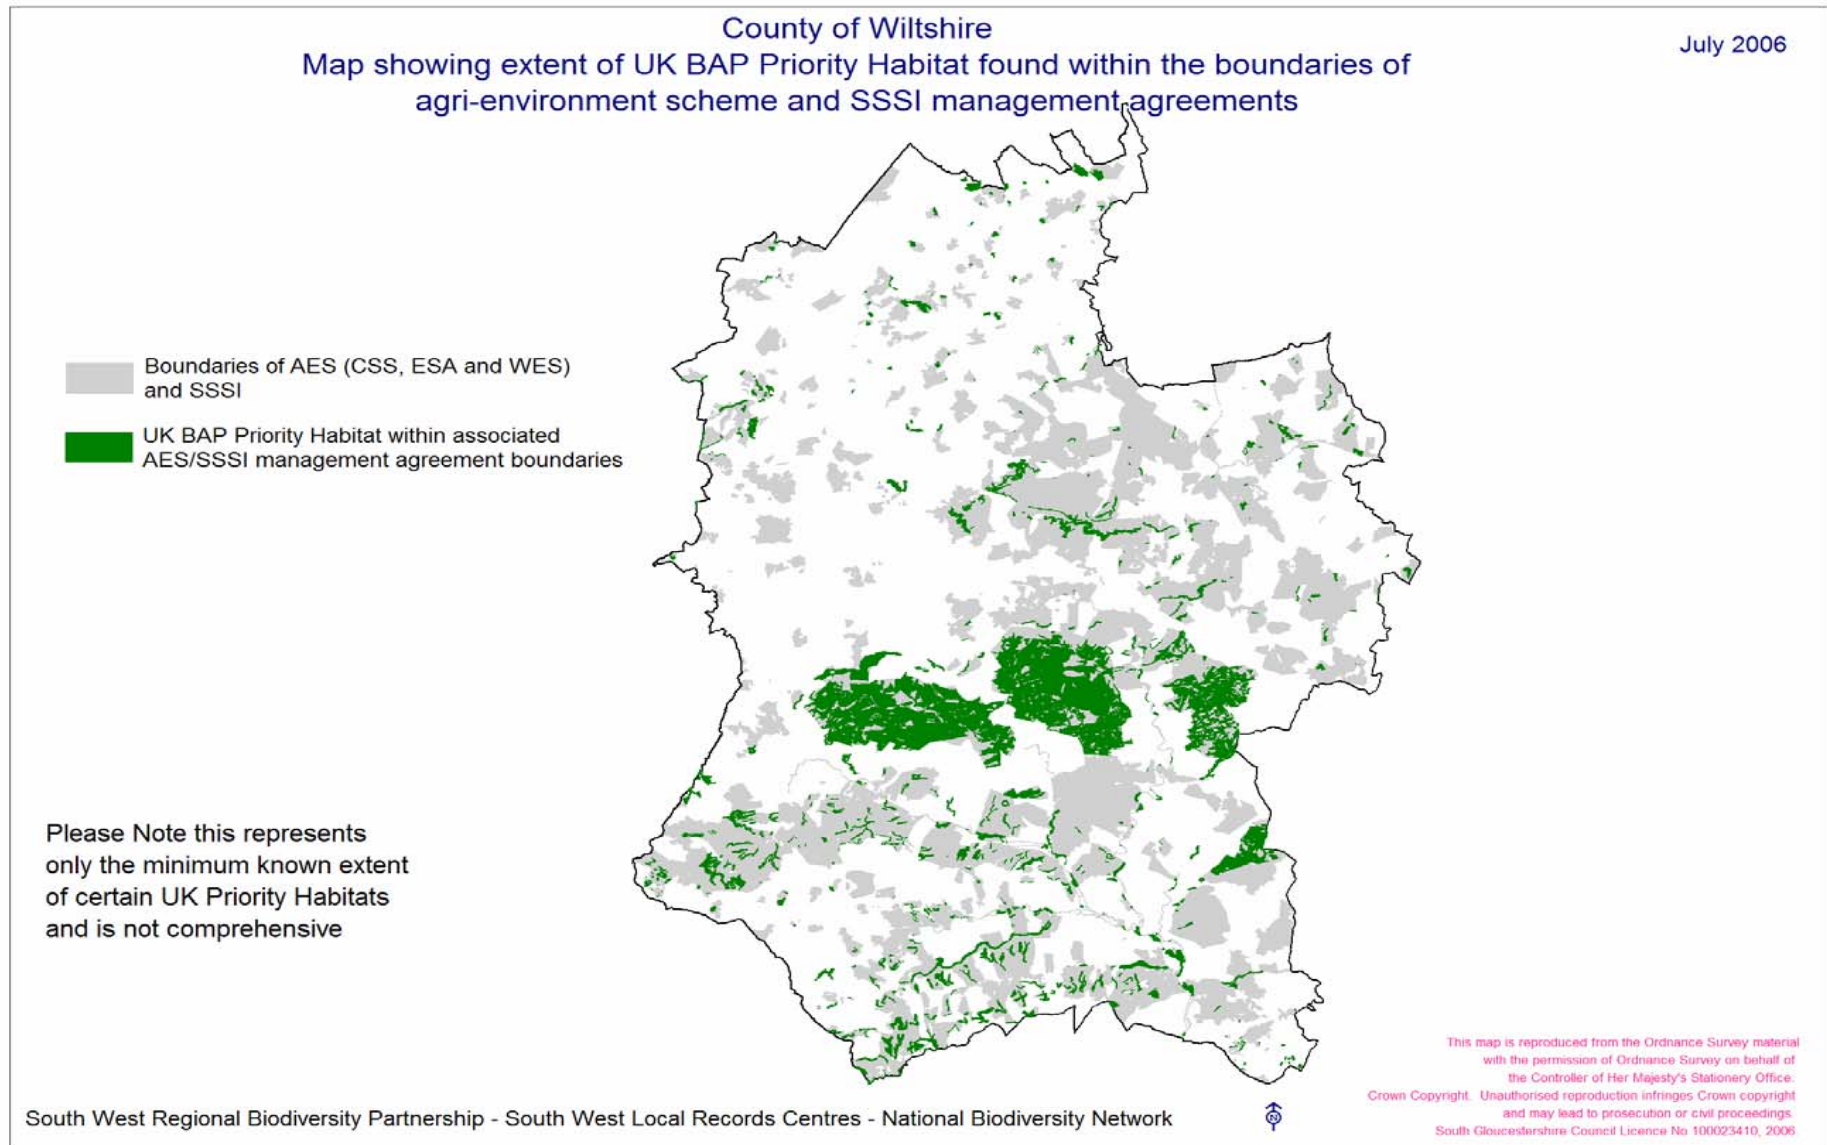 County of Wiltshire
Map showing extent of UK BAP Priority Habitat found within the boundaries of
agri-environment scheme and SSSI management agreements
July 2006
Boundaries of AES (CSS, ESA and WES)
and SSSI
UK BAP Priority Habitat within associated
AES/SSSI management agreement boundaries
Please Note this represents
only the minimum known extent
of certain UK Priority Habitats
and is not comprehensive
This map is reproduced from the Ordnance Survey material
with the permission of Ordnance Survey on behalf of
the Controller of Her Majesty's Stationery Office.
Crown Copyright. Unauthorised reproduction infringes Crown copyright
and may lead to prosecution or civil proceedings.
South Gloucestershire Council Licence No 100023410, 2006.
South West Regional Biodiversity Partnership - South West Local Records Centres - National Biodiversity Network